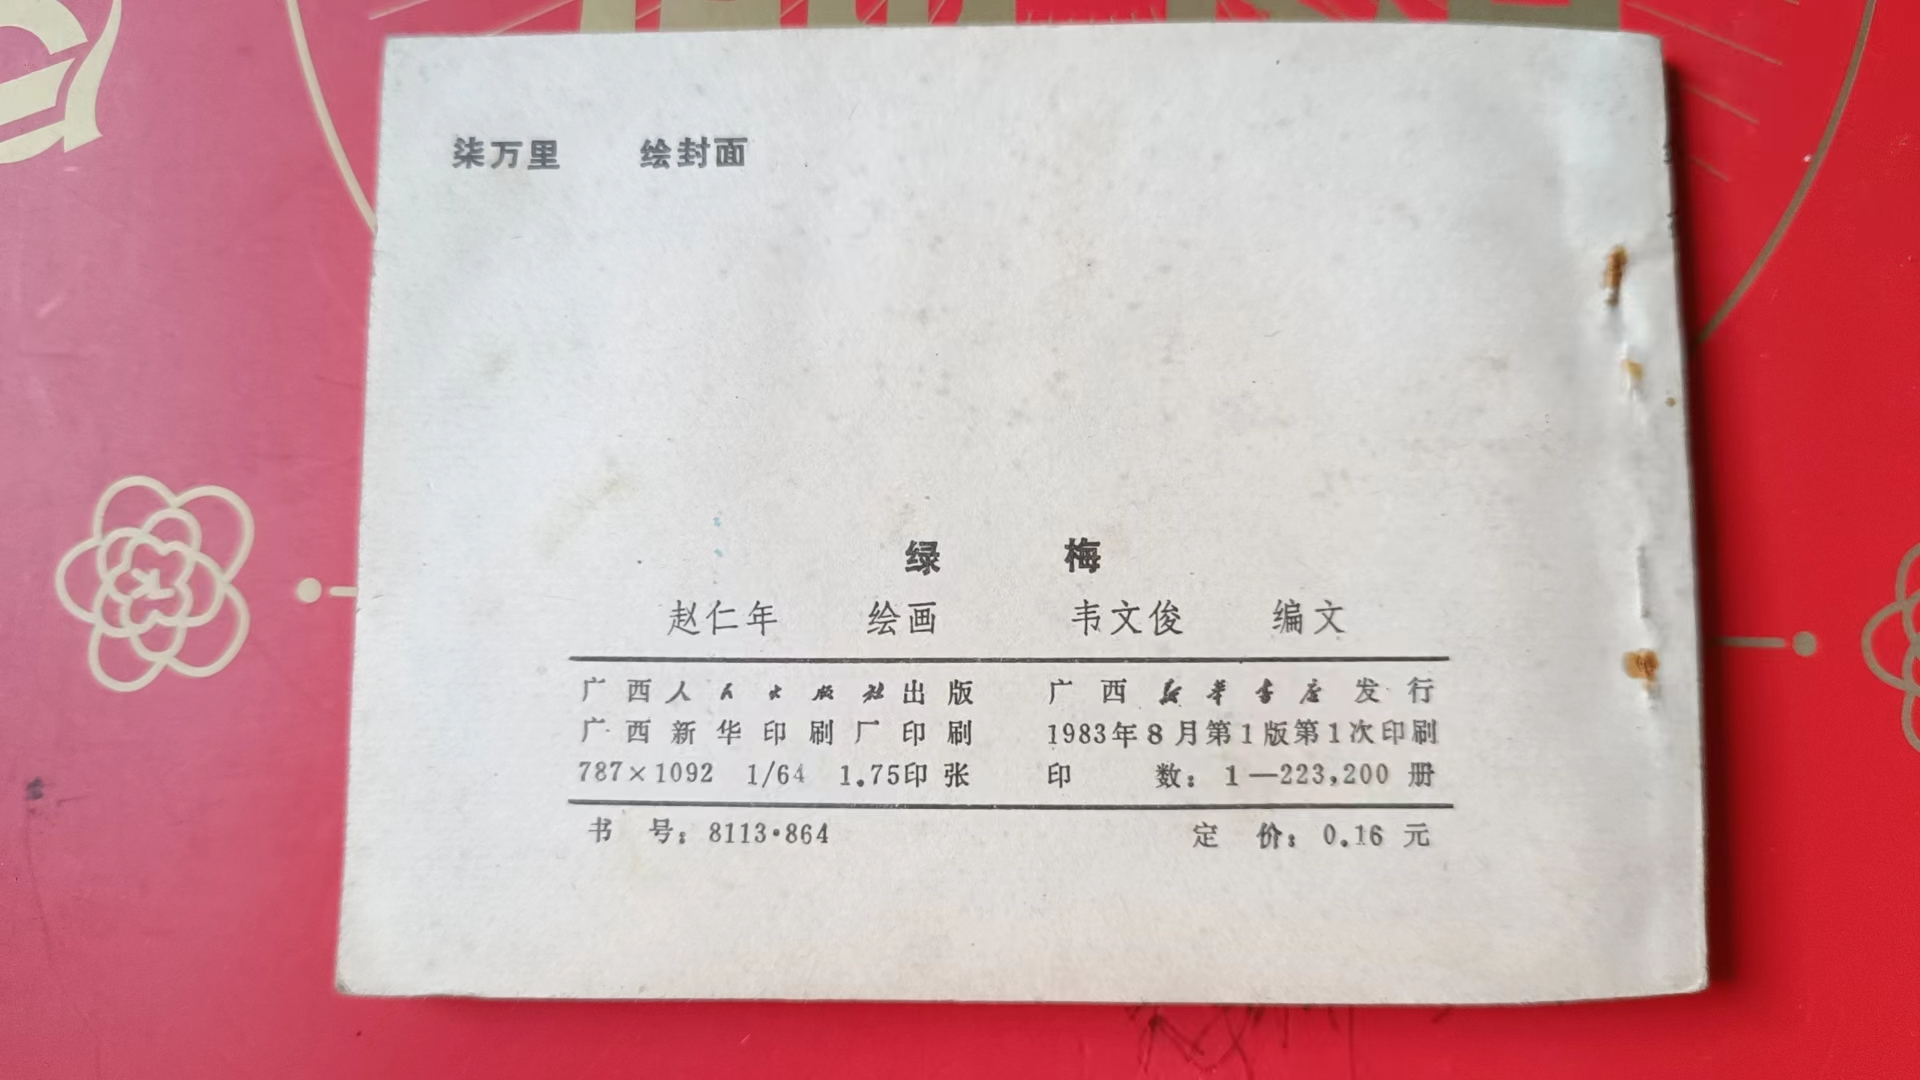 柒万里 绘封面
绿 梅
赵仁年 绘画 韦文俊 编文
广西人民出版社出版 广西新华书店发行
广西新华印刷厂印刷 1983年8月第1版第1次印刷
787×1092 1/64 1.75印张 印 数：1—223,200 册
书 号：8113·864 定 价：0.16 元